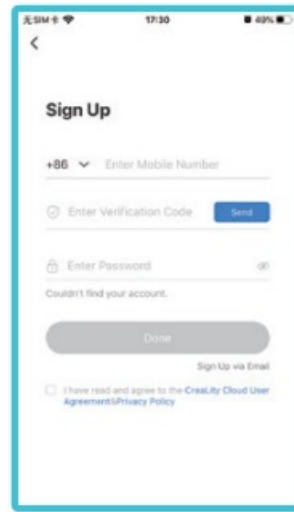 无SIM卡 17:30 49%
Sign Up
+86 Enter Mobile Number
Enter Verification Code Send
Enter Password
Couldn't find your account.
Done
Sign Up via Email
I have read and agree to the Creality Cloud User
Agreement&Privacy Policy